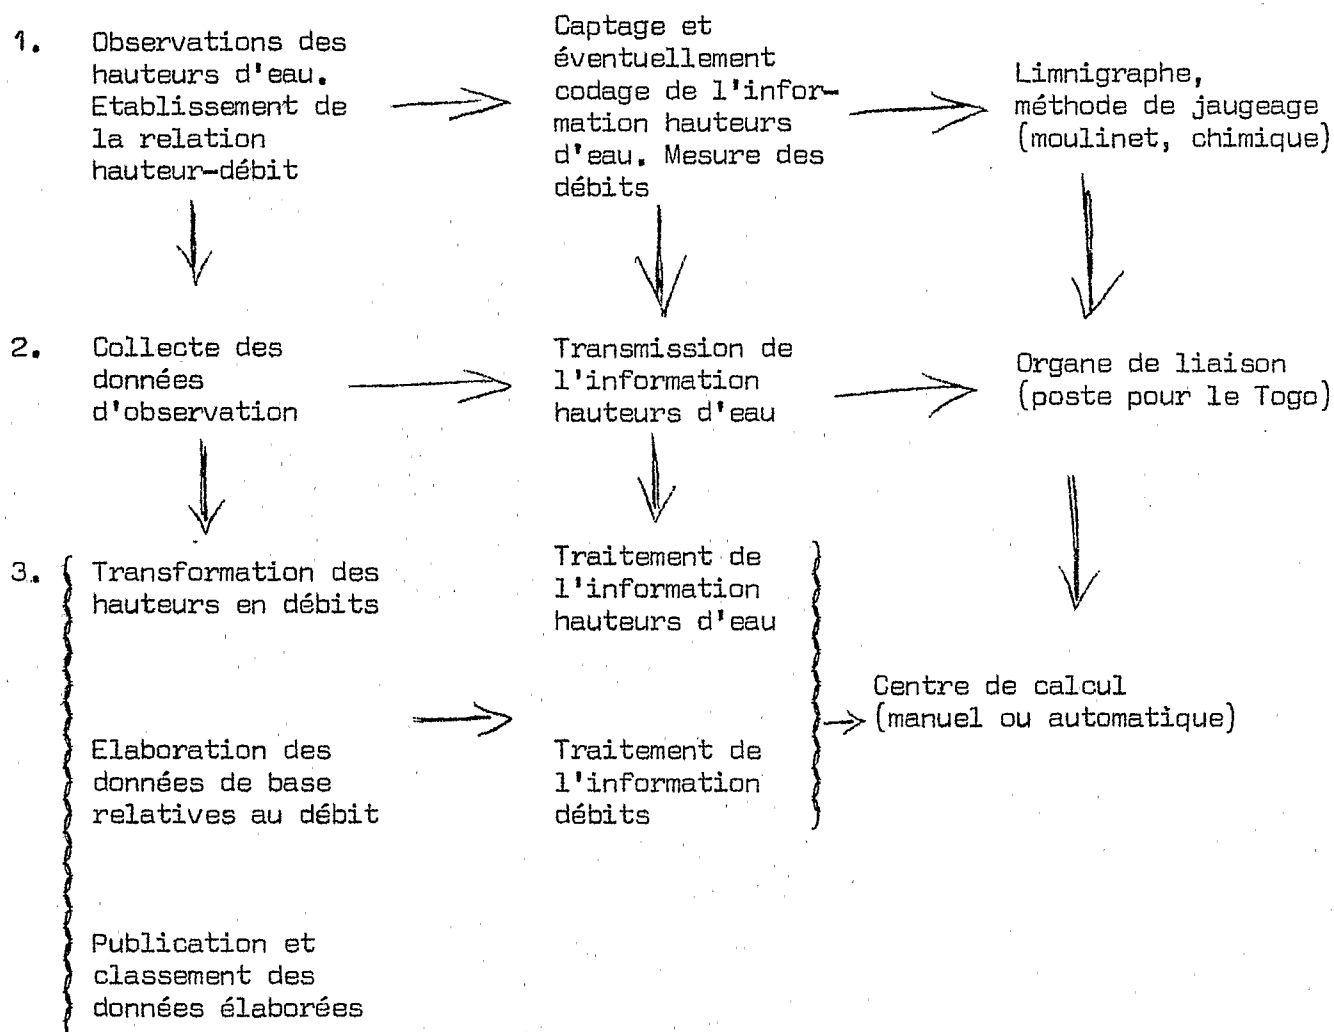 1. Observations des
hauteurs d'eau.
Etablissement de
la relation
hauteur-débit
Captage et
éventuellement
codage de l'infor-
mation hauteurs
d'eau. Mesure des
débits
Limnigraphe,
méthode de jaugeage
(moulinet, chimique)
2. Collecte des
données
d'observation
Transmission de
l'information
hauteurs d'eau
Organe de liaison
(poste pour le Togo)
3. Transformation des
hauteurs en débits
Traitement de
l'information
hauteurs d'eau
Centre de calcul
(manuel ou automatique)
Elaboration des
données de base
relatives au débit
Traitement de
l'information
débits
Publication et
classement des
données élaborées